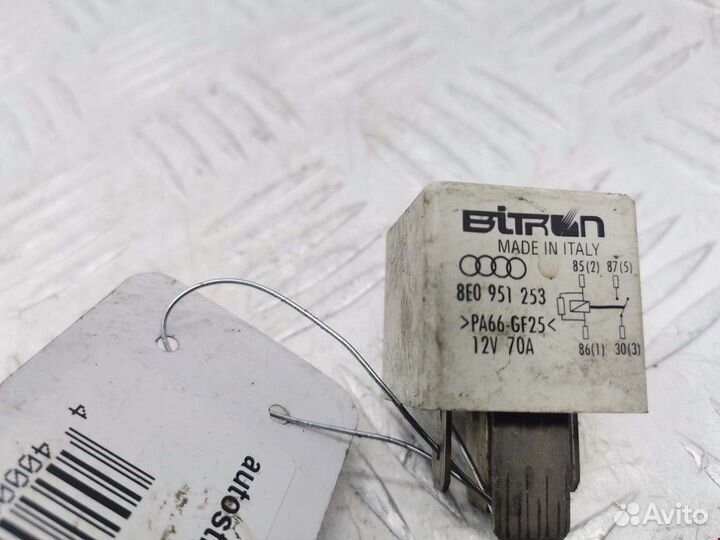 BITRON
MADE IN ITALY
8E0 951 253
>PA66-GF25<
12V 70A
85(2) 87(5)
86(1) 30(3)
Avito